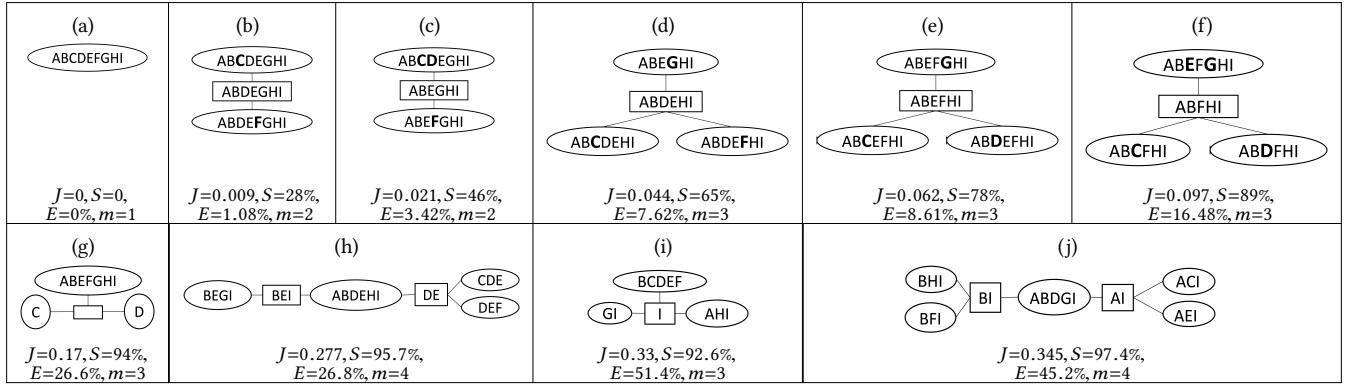 (a)
ABCDEFGHI
J=0, S=0,
E=0%, m=1
(b)
ABCDEGHI
ABDEGHI
ABDEFGHI
J=0.009, S=28%,
E=1.08%, m=2
(c)
ABCDEGHI
ABEGHI
ABEFGHI
J=0.021, S=46%,
E=3.42%, m=2
(d)
ABEGHI
ABDEHI
ABCDEHI
ABDEFHI
J=0.044, S=65%,
E=7.62%, m=3
(e)
ABEFGHI
ABEFHI
ABCEFHI
ABDEFHI
J=0.062, S=78%,
E=8.61%, m=3
(f)
ABEFGHI
ABFHI
ABCFHI
ABDFHI
J=0.097, S=89%,
E=16.48%, m=3
(g)
ABEFGHI
C
D
J=0.17, S=94%,
E=26.6%, m=3
(h)
BEGI
BEI
ABDEHI
DE
CDE
DEF
J=0.277, S=95.7%,
E=26.8%, m=4
(i)
BCDEF
GI
I
AHI
J=0.33, S=92.6%,
E=51.4%, m=3
(j)
BHI
BFI
BI
ABDGI
AI
ACI
AEI
J=0.345, S=97.4%,
E=45.2%, m=4